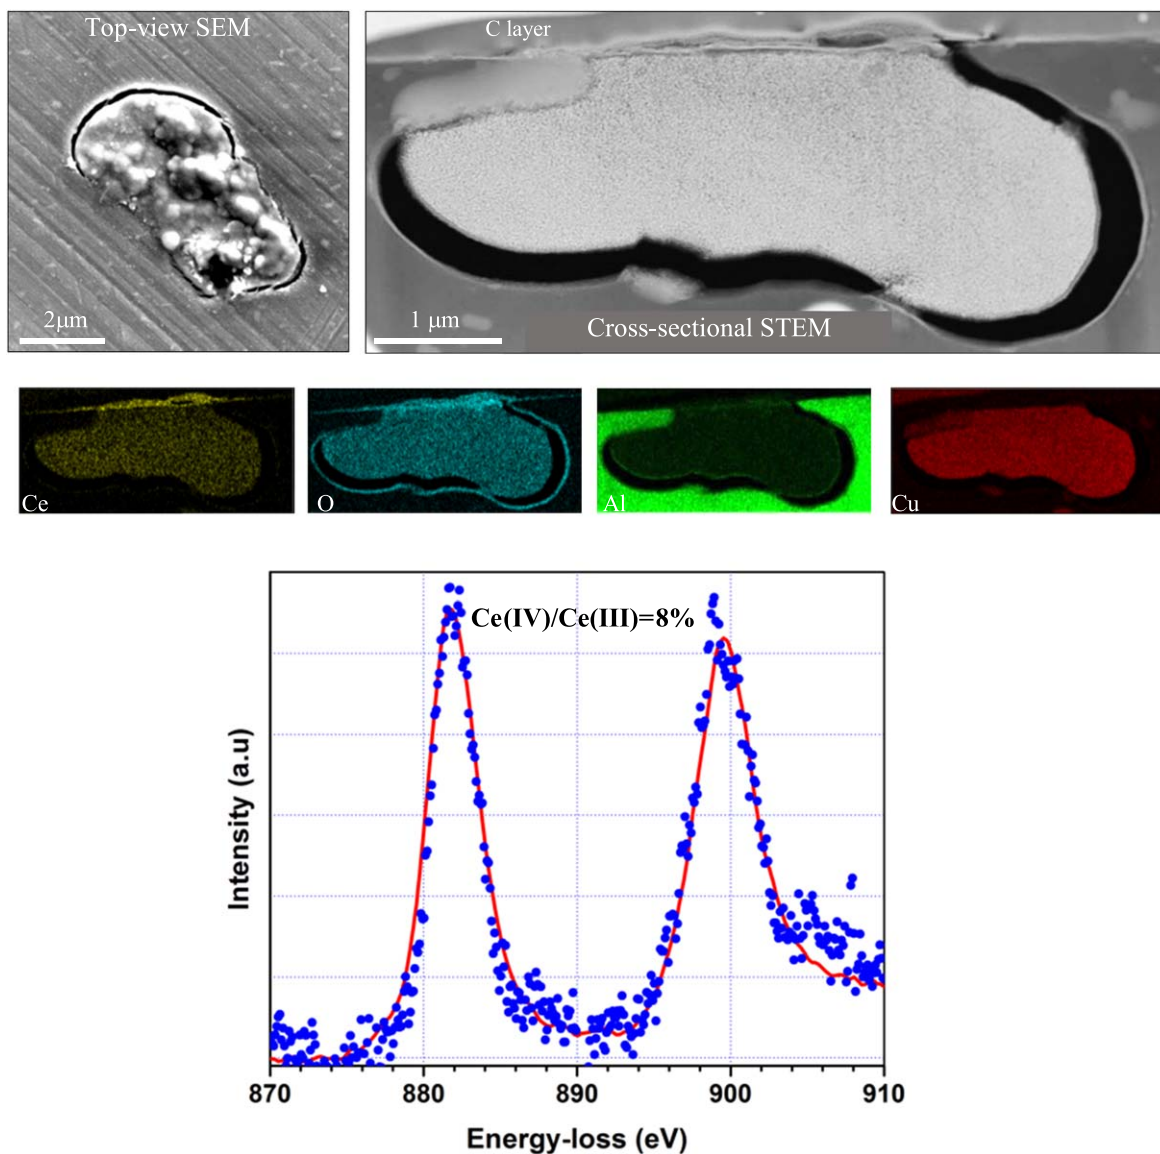 Top-view SEM
C layer
2μm
1 μm
Cross-sectional STEM
Ce
O
Al
Cu
Ce(IV)/Ce(III)=8%
Intensity (a.u)
870
880
890
900
910
Energy-loss (eV)